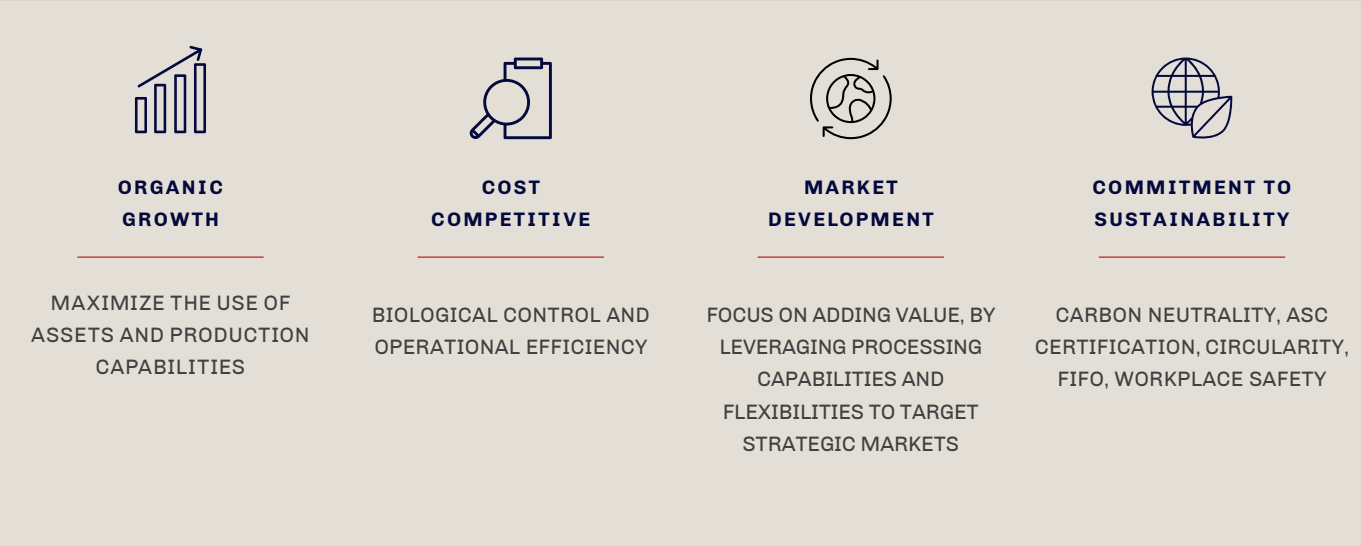 ORGANIC
GROWTH
MAXIMIZE THE USE OF
ASSETS AND PRODUCTION
CAPABILITIES
COST
COMPETITIVE
BIOLOGICAL CONTROL AND
OPERATIONAL EFFICIENCY
MARKET
DEVELOPMENT
FOCUS ON ADDING VALUE, BY
LEVERAGING PROCESSING
CAPABILITIES AND
FLEXIBILITIES TO TARGET
STRATEGIC MARKETS
COMMITMENT TO
SUSTAINABILITY
CARBON NEUTRALITY, ASC
CERTIFICATION, CIRCULARITY,
FIFO, WORKPLACE SAFETY